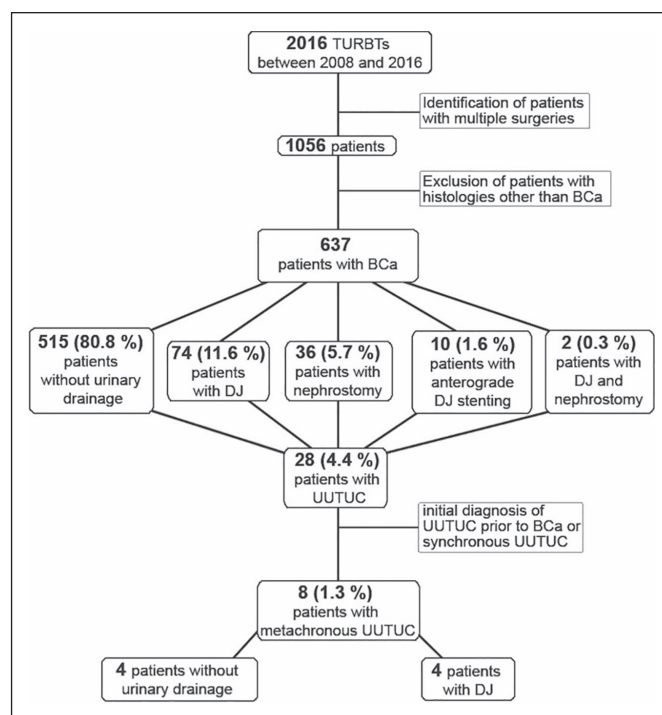 2016 TURBTs
between 2008 and 2016
Identification of patients
with multiple surgeries
1056 patients
Exclusion of patients with
histologies other than BCa
637
patients with BCa
515 (80.8 %)
patients
without urinary
drainage
74 (11.6 %)
patients
with DJ
36 (5.7 %)
patients with
nephrostomy
10 (1.6 %)
patients with
anterograde
DJ stenting
2 (0.3 %)
patients with
DJ and
nephrostomy
28 (4.4 %)
patients with
UUTUC
initial diagnosis of
UUTUC prior to BCa or
synchronous UUTUC
8 (1.3 %)
patients with
metachronous UUTUC
4 patients without
urinary drainage
4 patients
with DJ